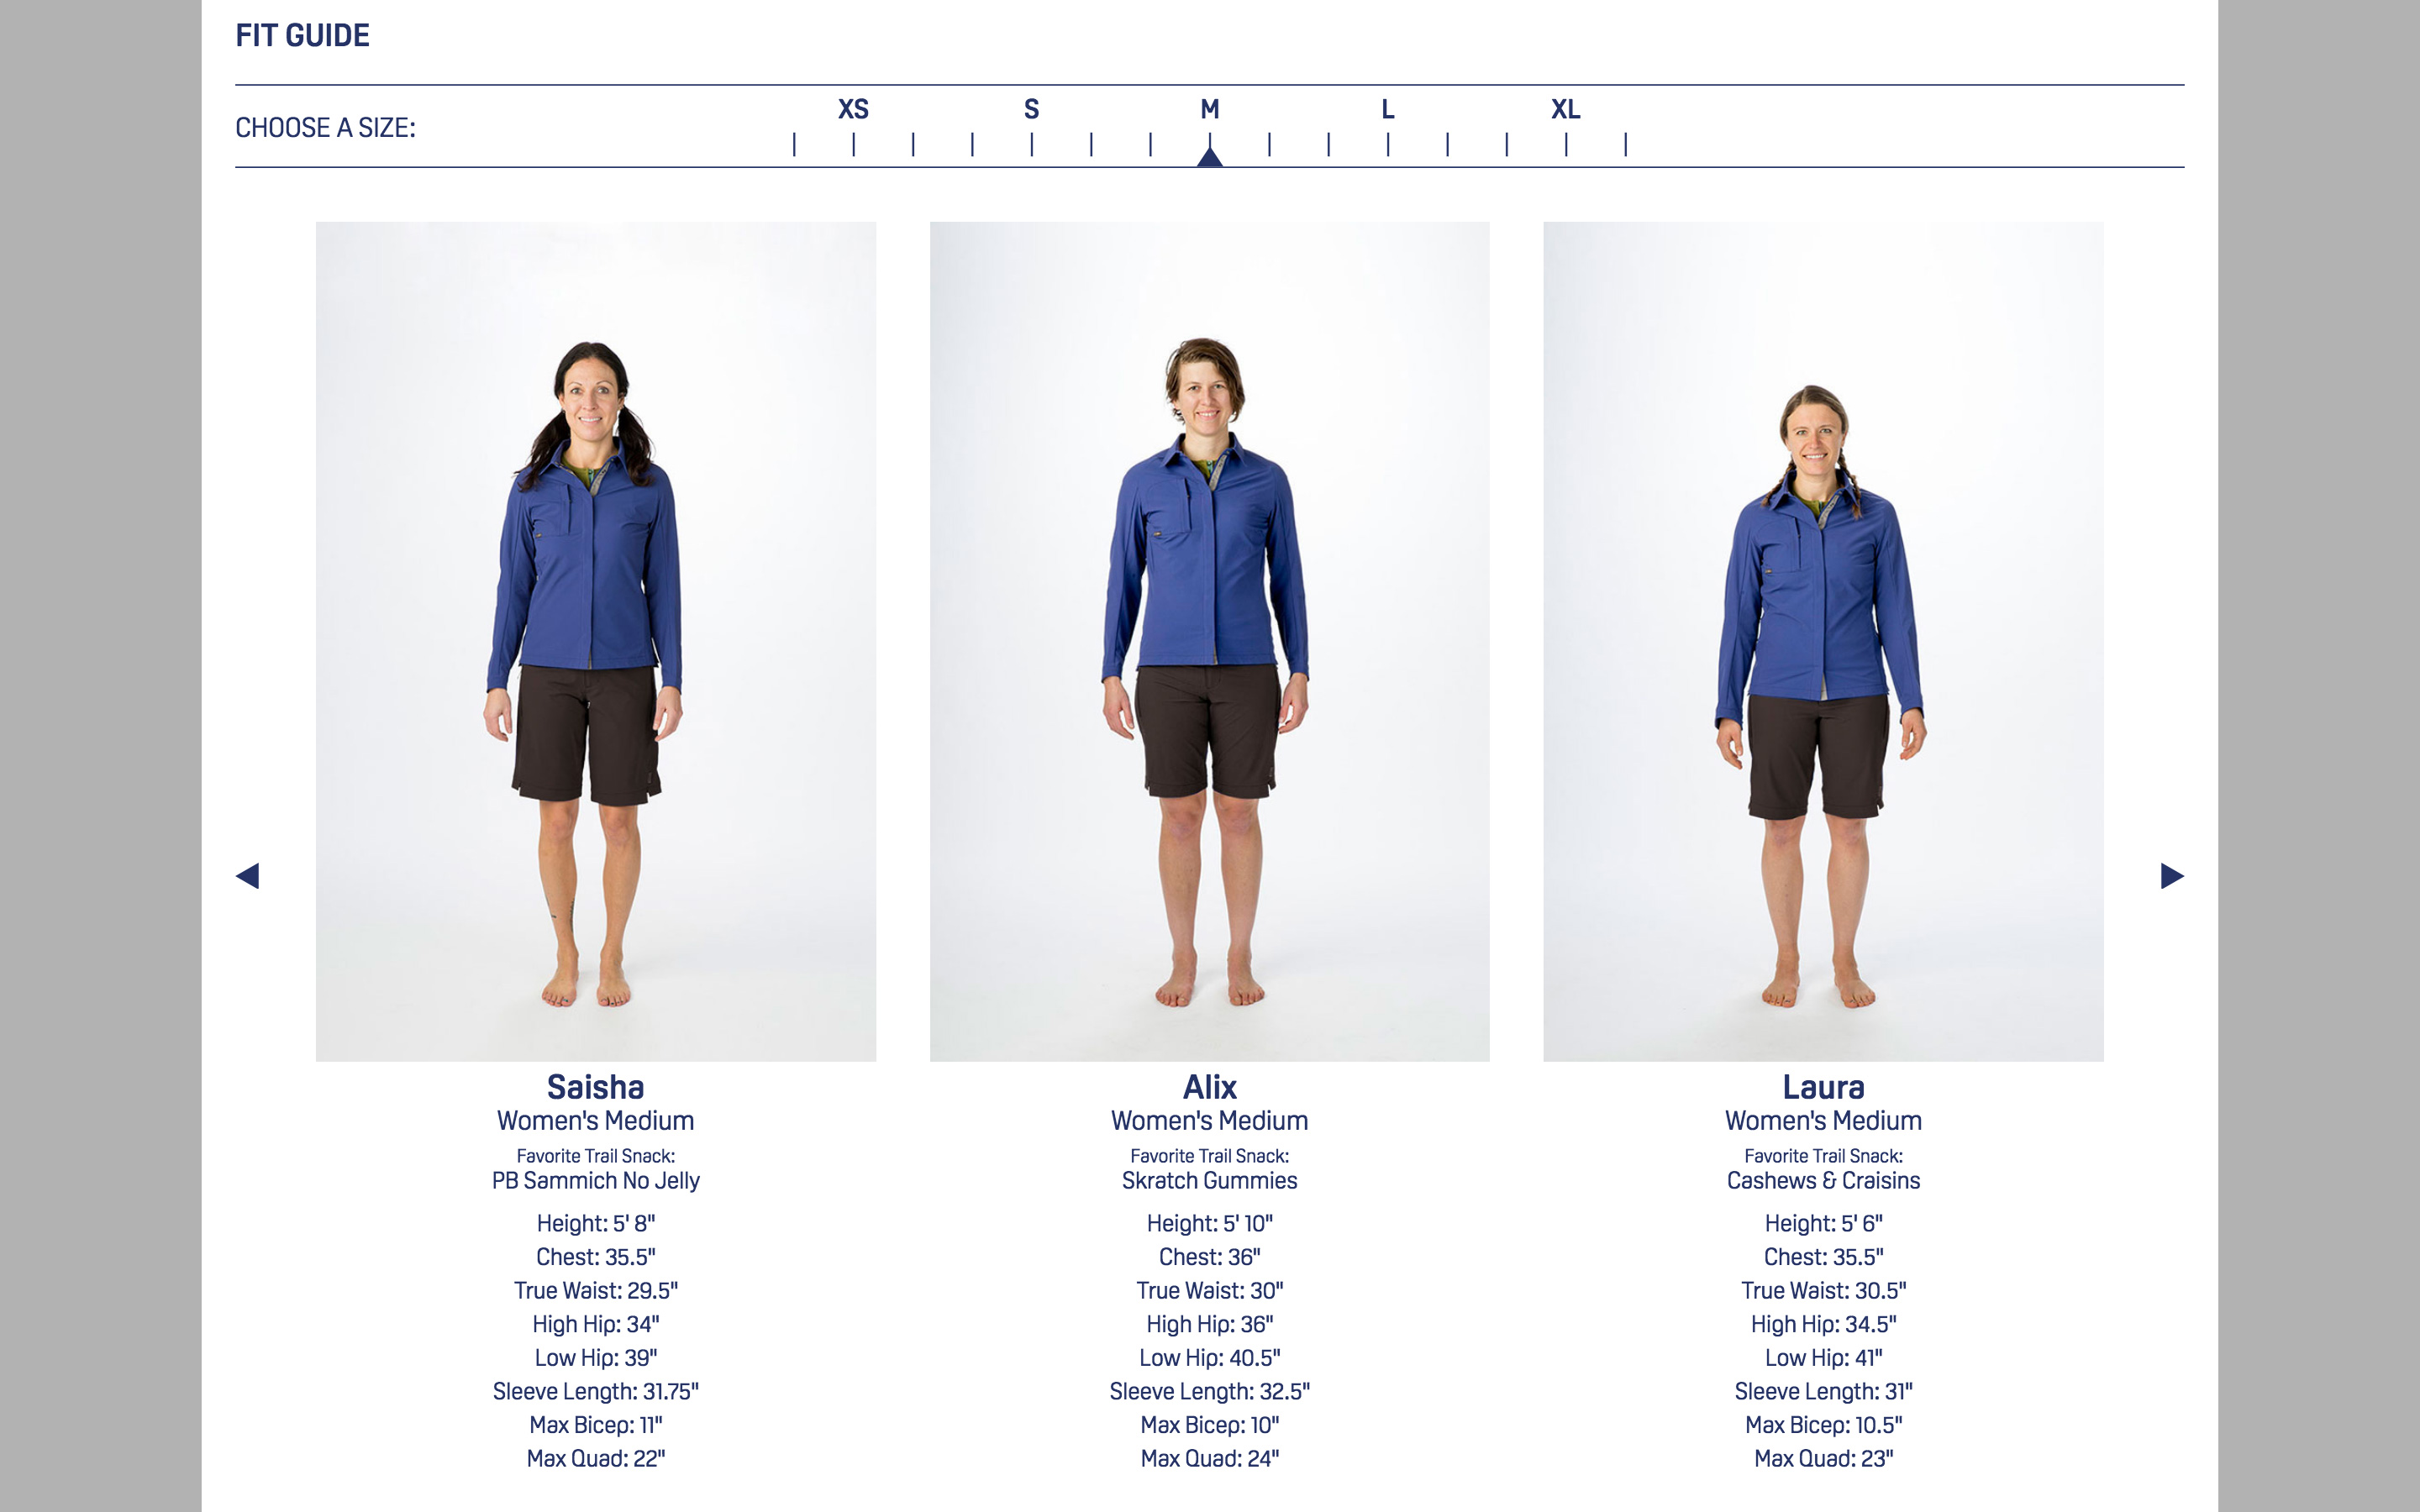 FIT GUIDE
CHOOSE A SIZE:
XS S M L XL
Saisha
Women's Medium
Favorite Trail Snack:
PB Sammich No Jelly
Height: 5' 8"
Chest: 35.5"
True Waist: 29.5"
High Hip: 34"
Low Hip: 39"
Sleeve Length: 31.75"
Max Bicep: 11"
Max Quad: 22"
Alix
Women's Medium
Favorite Trail Snack:
Skratch Gummies
Height: 5' 10"
Chest: 36"
True Waist: 30"
High Hip: 36"
Low Hip: 40.5"
Sleeve Length: 32.5"
Max Bicep: 10"
Max Quad: 24"
Laura
Women's Medium
Favorite Trail Snack:
Cashews & Craisins
Height: 5' 6"
Chest: 35.5"
True Waist: 30.5"
High Hip: 34.5"
Low Hip: 41"
Sleeve Length: 31"
Max Bicep: 10.5"
Max Quad: 23"